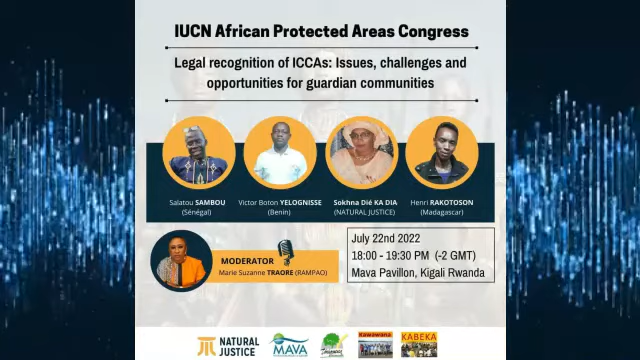 IUCN African Protected Areas Congress
Legal recognition of ICCAs: Issues, challenges and
opportunities for guardian communities
Salatou SAMBOU
(Sénégal)
Victor Boton YELOGNISSE
(Benin)
Sokhna Dié KA DIA
(NATURAL JUSTICE)
Henri RAKOTOSON
(Madagascar)
MODERATOR
Marie Suzanne TRAORE (RAMPAO)
July 22nd 2022
18:00 - 19:30 PM (-2 GMT)
Mava Pavillon, Kigali Rwanda
NATURAL
JUSTICE
MAVA
Kawawana
KABEKA